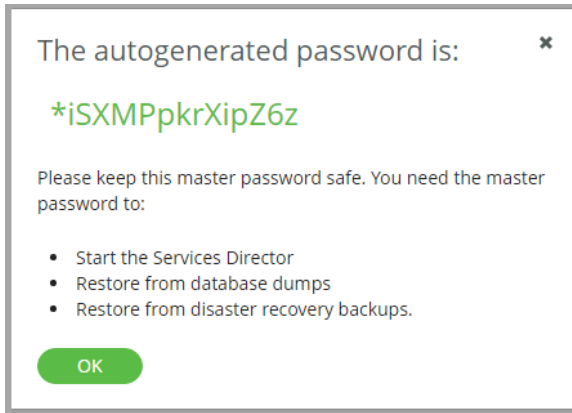 The autogenerated password is:
*iSXMPpkrXipZ6z
Please keep this master password safe. You need the master
password to:
• Start the Services Director
• Restore from database dumps
• Restore from disaster recovery backups.
OK